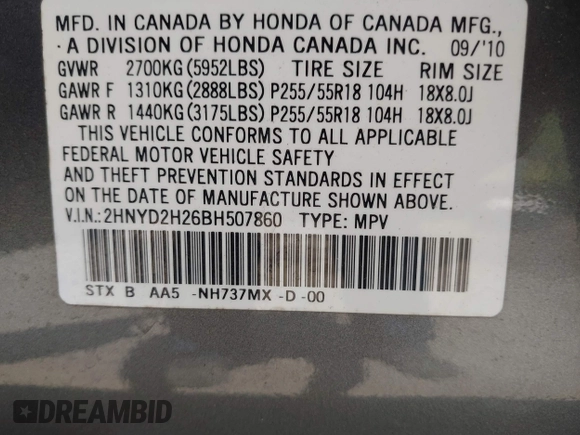 MFD. IN CANADA BY HONDA OF CANADA MFG.,
A DIVISION OF HONDA CANADA INC. 09/'10
GVWR 2700KG(5952LBS) TIRE SIZE RIM SIZE
GAWR F 1310KG(2888LBS) P255/55R18 104H 18X8.0J
GAWR R 1440KG(3175LBS) P255/55R18 104H 18X8.0J
THIS VEHICLE CONFORMS TO ALL APPLICABLE
FEDERAL MOTOR VEHICLE SAFETY
AND THEFT PREVENTION STANDARDS IN EFFECT
ON THE DATE OF MANUFACTURE SHOWN ABOVE.
V.I.N.:2HNYD2H26BH507860 TYPE: MPV
STX B AA5 -NH737MX -D -00
DREAMBID